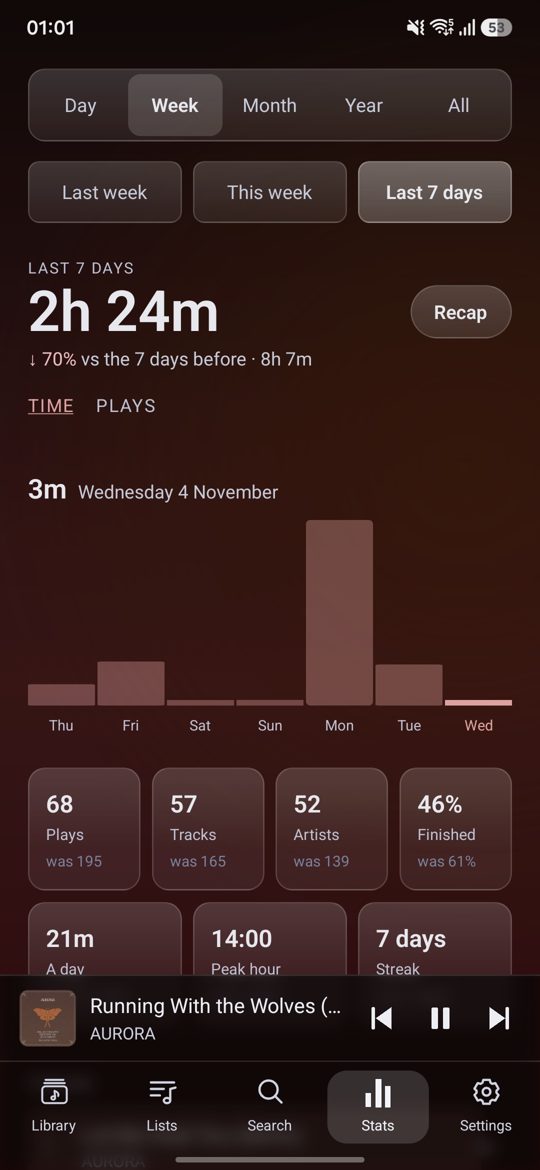 01:01
5
53
Day Week Month Year All
Last week This week Last 7 days
LAST 7 DAYS
2h 24m
Recap
↓ 70% vs the 7 days before · 8h 7m
TIME PLAYS
3m Wednesday 4 November
Thu Fri Sat Sun Mon Tue Wed
68 57 52 46%
Plays Tracks Artists Finished
was 195 was 165 was 139 was 61%
21m 14:00 7 days
A day Peak hour Streak
Running With the Wolves (...
AURORA
Library Lists Search Stats Settings
AURORA